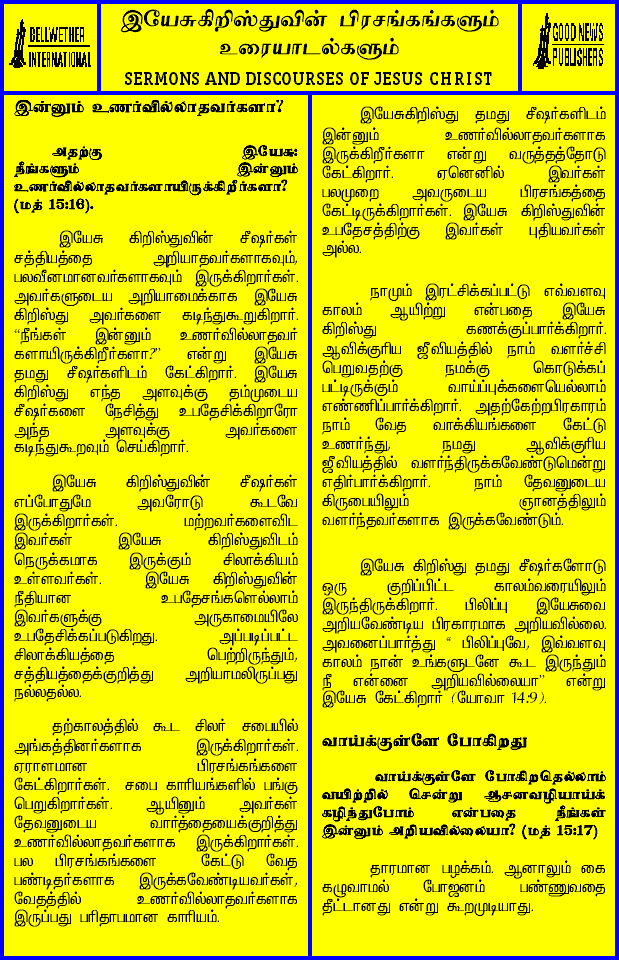 BELLWETHER
INTERNATIONAL
இயேசுகிறிஸ்துவின் பிரசங்கங்களும்
உரையாடல்களும்
SERMONS AND DISCOURSES OF JESUS CHRIST
GOOD NEWS
PUBLISHERS
இன்னும் உணர்வில்லாதவர்களா?
அதற்கு இயேசு:
நீங்களும் இன்னும்
உணர்வில்லாதவர்களாயிருக்கிறீர்களா?
(மத் 15:16).
இயேசு கிறிஸ்துவின் சீஷர்கள்
சத்தியத்தை அறியாதவர்களாகவும்,
பலவீனமானவர்களாகவும் இருக்கிறார்கள்.
அவர்களுடைய அறியாமைக்காக இயேசு
கிறிஸ்து அவர்களை கடிந்துகூறுகிறார்.
“நீங்கள் இன்னும் உணர்வில்லாதவர்
களாயிருக்கிறீர்களா?” என்று இயேசு
தமது சீஷர்களிடம் கேட்கிறார். இயேசு
கிறிஸ்து எந்த அளவுக்கு தம்முடைய
சீஷர்களை நேசித்து உபதேசிக்கிறாரோ
அந்த அளவுக்கு அவர்களை
கடிந்துகூறவும் செய்கிறார்.
இயேசு கிறிஸ்துவின் சீஷர்கள்
எப்போதுமே அவரோடு கூடவே
இருக்கிறார்கள். மற்றவர்களைவிட
இவர்கள் இயேசு கிறிஸ்துவிடம்
நெருக்கமாக இருக்கும் சிலாக்கியம்
உள்ளவர்கள். இயேசு கிறிஸ்துவின்
நீதியான உபதேசங்களெல்லாம்
இவர்களுக்கு அருகாமையிலே
உபதேசிக்கப்படுகிறது. அப்படிப்பட்ட
சிலாக்கியத்தை பெற்றிருந்தும்,
சத்தியத்தைக்குறித்து அறியாமலிருப்பது
நல்லதல்ல.
தற்காலத்தில் கூட சிலர் சபையில்
அங்கத்தினர்களாக இருக்கிறார்கள்.
ஏராளமான பிரசங்கங்களை
கேட்கிறார்கள். சபை காரியங்களில் பங்கு
பெறுகிறார்கள். ஆயினும் அவர்கள்
தேவனுடைய வார்த்தையைக்குறித்து
உணர்வில்லாதவர்களாக இருக்கிறார்கள்.
பல பிரசங்கங்களை கேட்டு வேத
பண்டிதர்களாக இருக்கவேண்டியவர்கள்,
வேதத்தில் உணர்வில்லாதவர்களாக
இருப்பது பரிதாபமான காரியம்.
இயேசுகிறிஸ்து தமது சீஷர்களிடம்
இன்னும் உணர்வில்லாதவர்களாக
இருக்கிறீர்களா என்று வருத்தத்தோடு
கேட்கிறார். ஏனெனில் இவர்கள்
பலமுறை அவருடைய பிரசங்கத்தை
கேட்டிருக்கிறார்கள். இயேசு கிறிஸ்துவின்
உபதேசத்திற்கு இவர்கள் புதியவர்கள்
அல்ல.
நாமும் இரட்சிக்கப்பட்டு எவ்வளவு
காலம் ஆயிற்று என்பதை இயேசு
கிறிஸ்து கணக்குப்பார்க்கிறார்.
ஆவிக்குரிய ஜீவியத்தில் நாம் வளர்ச்சி
பெறுவதற்கு நமக்கு கொடுக்கப்
பட்டிருக்கும் வாய்ப்புக்களையெல்லாம்
எண்ணிப்பார்க்கிறார். அதற்கேற்றபிரகாரம்
நாம் வேத வாக்கியங்களை கேட்டு
உணர்ந்து, நமது ஆவிக்குரிய
ஜீவியத்தில் வளர்ந்திருக்கவேண்டுமென்று
எதிர்பார்க்கிறார். நாம் தேவனுடைய
கிருபையிலும் ஞானத்திலும்
வளர்ந்தவர்களாக இருக்கவேண்டும்.
இயேசு கிறிஸ்து தமது சீஷர்களோடு
ஒரு குறிப்பிட்ட காலம்வரையிலும்
இருந்திருக்கிறார். பிலிப்பு இயேசுவை
அறியவேண்டிய பிரகாரமாக அறியவில்லை.
அவனைப்பார்த்து “ பிலிப்புவே, இவ்வளவு
காலம் நான் உங்களுடனே கூட இருந்தும்
நீ என்னை அறியவில்லையா” என்று
இயேசு கேட்கிறார் (யோவா 14:9).
வாய்க்குள்ளே போகிறது
வாய்க்குள்ளே போகிறதெல்லாம்
வயிற்றில் சென்று ஆசனவழியாய்க்
கழிந்துபோம் என்பதை நீங்கள்
இன்னும் அறியவில்லையா? (மத் 15:17)
தாரமான பழக்கம். ஆனாலும் கை
கழுவாமல் போஜனம் பண்ணுவதை
தீட்டானது என்று கூறமுடியாது.